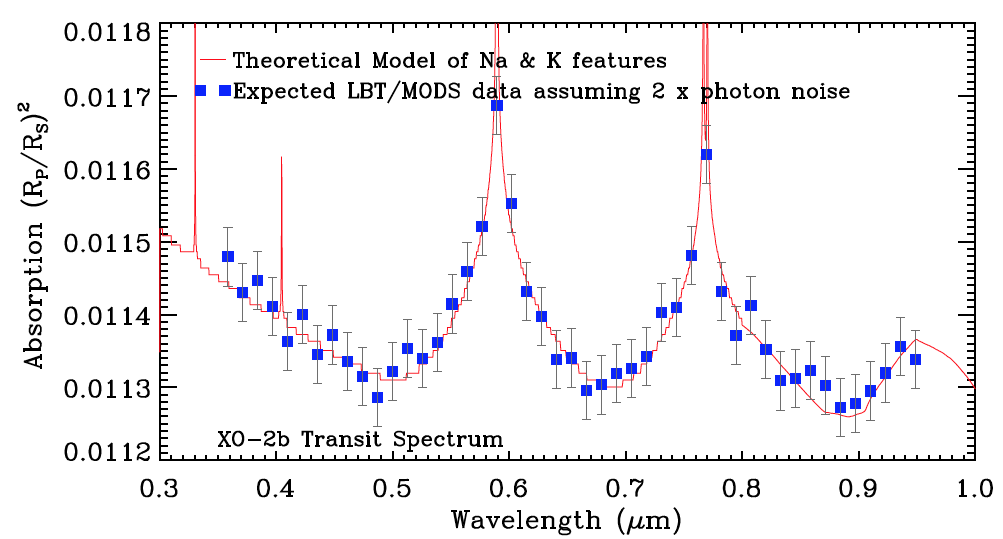 0.0118
Theoretical Model of Na & K features
0.0117
Expected LBT/MODS data assuming 2 x photon noise
0.0116
0.0115
0.0114
0.0113
0.0112
Absorption (R_P/R_S)^2
XO-2b Transit Spectrum
0.3 0.4 0.5 0.6 0.7 0.8 0.9 1.0
Wavelength (μm)